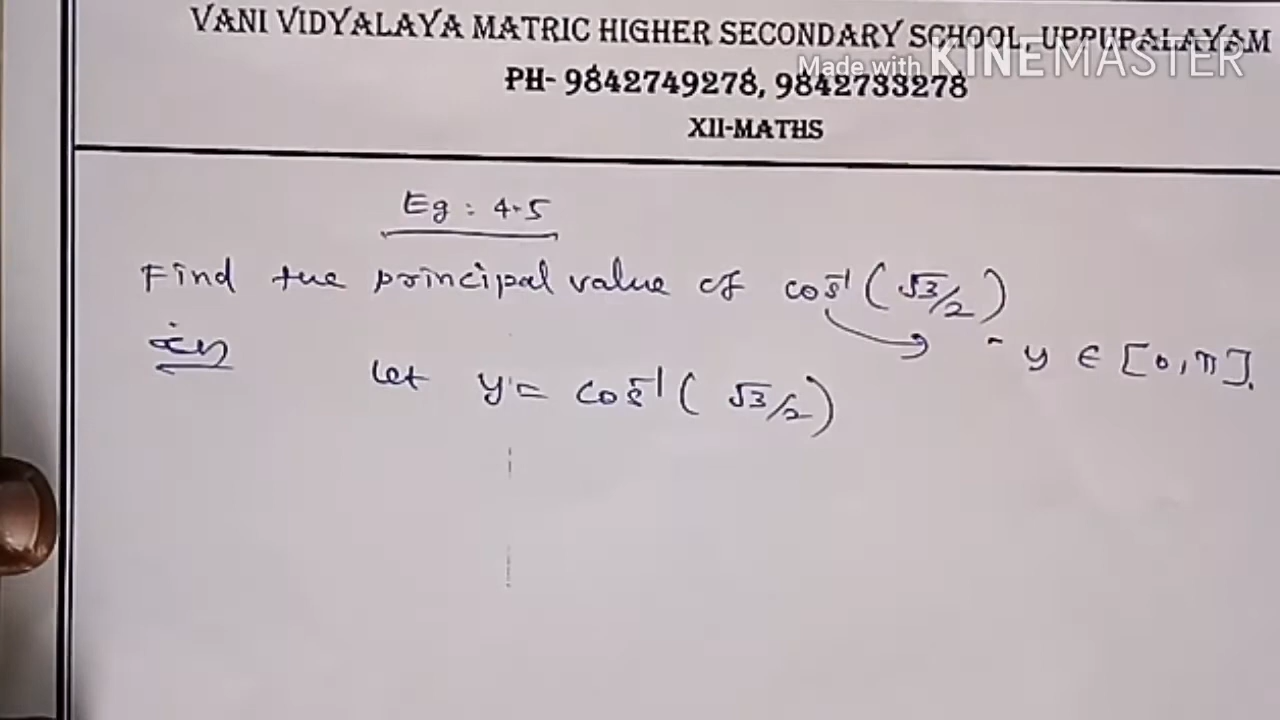 VANI VIDYALAYA MATRIC HIGHER SECONDARY SCHOOL, UPPUPALAYAM
Made with KINEMASTER
PH- 9842749278, 9842733278
XII-MATHS
Eg : 4.5
Find the principal value of cos⁻¹ (√3/2)
y ∈ [0, π].
Let y = cos⁻¹ (√3/2)